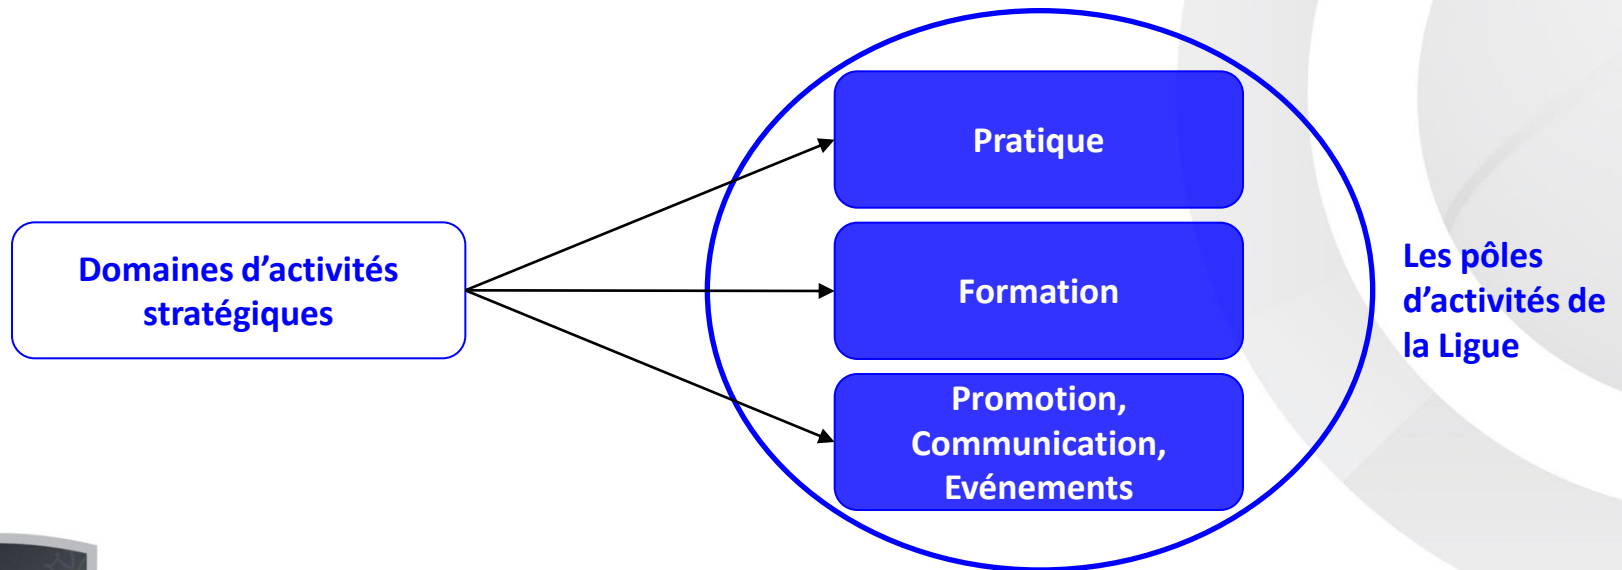 Domaines d’activités
stratégiques
Pratique
Formation
Promotion,
Communication,
Evénements
Les pôles
d’activités de
la Ligue